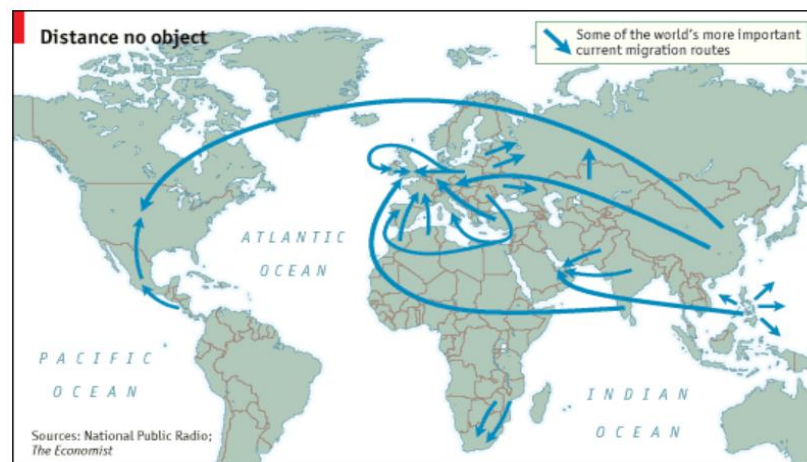 Distance no object
Some of the world's more important
current migration routes
ATLANTIC
OCEAN
PACIFIC
OCEAN
INDIAN
OCEAN
Sources: National Public Radio;
The Economist